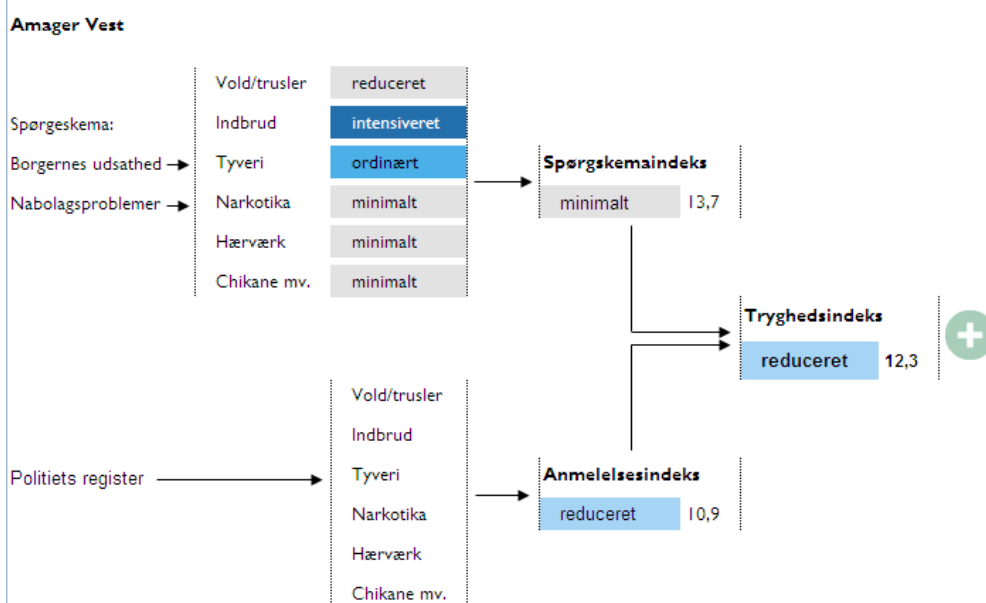 Amager Vest
Vold/trusler reduceret
Spørgeskema: Indbrud intensiveret
Borgernes udsathed Tyveri ordinært
Nabolagsproblemer Narkotika minimalt
Hærværk minimalt
Chikane mv. minimalt
Spørgskemaindeks
minimalt 13,7
Tryghedsindeks
reduceret 12,3
Politiets register
Vold/trusler
Indbrud
Tyveri
Narkotika
Hærværk
Chikane mv.
Anmelelsesindeks
reduceret 10,9